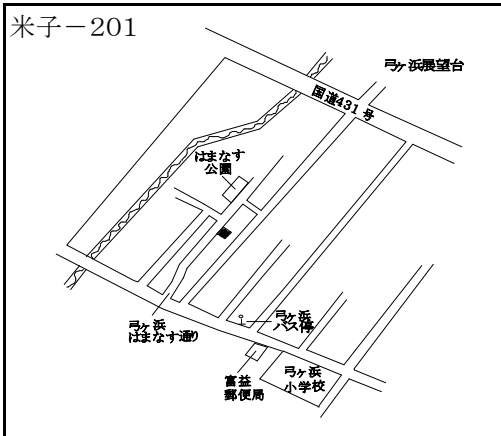 米子－201
弓ヶ浜展望台
国道431号
はまなす
公園
弓ヶ浜
はまなす通り
弓ヶ浜
バス停
富益
郵便局
弓ヶ浜
小学校